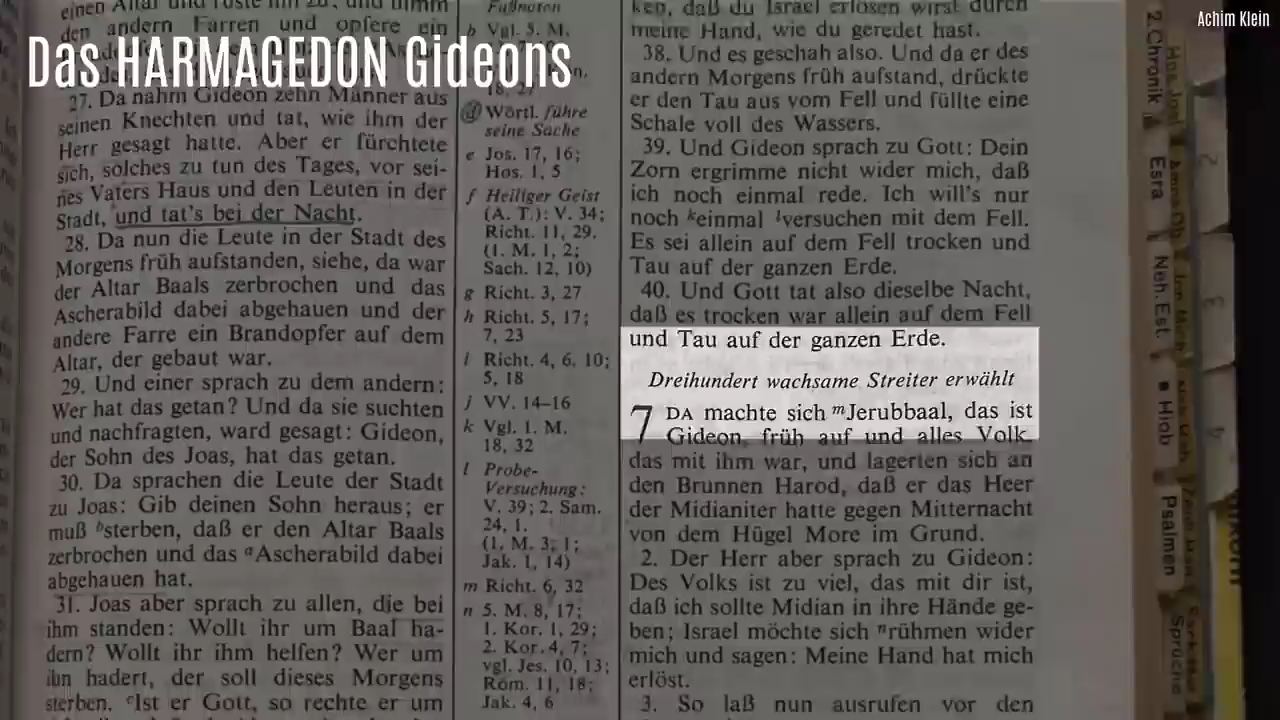 Achim Klein
Das HARMAGEDON Gideons
einen Altar und
den andern Farren und opfere ein
27. Da nahm Gideon zehn Männer aus
seinen Knechten und tat, wie ihm der
Herr gesagt hatte. Aber er fürchtete
sich, solches zu tun des Tages, vor sei-
nes Vaters Haus und den Leuten in der
Stadt, und tat's bei der Nacht.
28. Da nun die Leute in der Stadt des
Morgens früh aufstanden, siehe, da war
der Altar Baals zerbrochen und das
Ascherabild dabei abgehauen und der
andere Farre ein Brandopfer auf dem
Altar, der gebaut war.
29. Und einer sprach zu dem andern:
Wer hat das getan? Und da sie suchten
und nachfragten, ward gesagt: Gideon,
der Sohn des Joas, hat das getan.
30. Da sprachen die Leute der Stadt
zu Joas: Gib deinen Sohn heraus; er
muß bsterben, daß er den Altar Baals
zerbrochen und das aAscherabild dabei
abgehauen hat.
31. Joas aber sprach zu allen, die bei
ihm standen: Wollt ihr um Baal ha-
dern? Wollt ihr ihm helfen? Wer um
ihn hadert, der soll dieses Morgens
sterben. cIst er Gott, so rechte er um
Fußnoten
b Vgl. 5. M.
d Wörtl. führe
seine Sache
e Jos. 17, 16;
Hos. 1, 5
f Heiliger Geist
(A. T.): V. 34;
Richt. 11, 29.
(1. M. 1, 2;
Sach. 12, 10)
g Richt. 3, 27
h Richt. 5, 17;
7, 23
i Richt. 4, 6. 10;
5, 18
j VV. 14–16
k Vgl. 1. M.
18, 32
l Probe-
Versuchung:
V. 39; 2. Sam.
24, 1.
(1. M. 3, 1;
Jak. 1, 14)
m Richt. 6, 32
n 5. M. 8, 17;
1. Kor. 1, 29;
2. Kor. 4, 7;
vgl. Jes. 10, 13;
Röm. 11, 18;
Jak. 4, 6
ken, daß du Israel erlösen wirst durch
meine Hand, wie du geredet hast.
38. Und es geschah also. Und da er des
andern Morgens früh aufstand, drückte
er den Tau aus vom Fell und füllte eine
Schale voll des Wassers.
39. Und Gideon sprach zu Gott: Dein
Zorn ergrimme nicht wider mich, daß
ich noch einmal rede. Ich will's nur
noch keinmal lversuchen mit dem Fell.
Es sei allein auf dem Fell trocken und
Tau auf der ganzen Erde.
40. Und Gott tat also dieselbe Nacht,
daß es trocken war allein auf dem Fell
und Tau auf der ganzen Erde.
Dreihundert wachsame Streiter erwählt
7 DA machte sich mJerubbaal, das ist
Gideon, früh auf und alles Volk,
das mit ihm war, und lagerten sich an
den Brunnen Harod, daß er das Heer
der Midianiter hatte gegen Mitternacht
von dem Hügel More im Grund.
2. Der Herr aber sprach zu Gideon:
Des Volks ist zu viel, das mit dir ist,
daß ich sollte Midian in ihre Hände ge-
ben; Israel möchte sich nrühmen wider
mich und sagen: Meine Hand hat mich
erlöst.
3. So laß nun ausrufen vor den
2. Chronik
Esra
Neh. Est.
Hiob
Psalmen
Sprüche
2
3
4